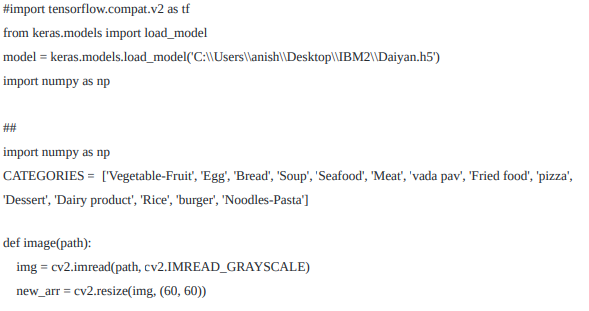 #import tensorflow.compat.v2 as tf
from keras.models import load_model
model = keras.models.load_model('C:\\Users\\anish\\Desktop\\IBM2\\Daiyan.h5')
import numpy as np
##
import numpy as np
CATEGORIES = ['Vegetable-Fruit', 'Egg', 'Bread', 'Soup', 'Seafood', 'Meat', 'vada pav', 'Fried food', 'pizza',
'Dessert', 'Dairy product', 'Rice', 'burger', 'Noodles-Pasta']
def image(path):
img = cv2.imread(path, cv2.IMREAD_GRAYSCALE)
new_arr = cv2.resize(img, (60, 60))